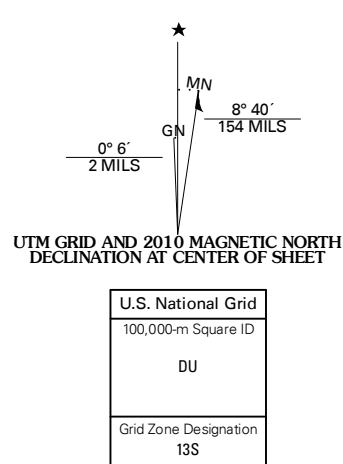 ★
MN
GN
8° 40´
154 MILS
0° 6´
2 MILS
UTM GRID AND 2010 MAGNETIC NORTH
DECLINATION AT CENTER OF SHEET
U.S. National Grid
100,000-m Square ID
DU
Grid Zone Designation
13S